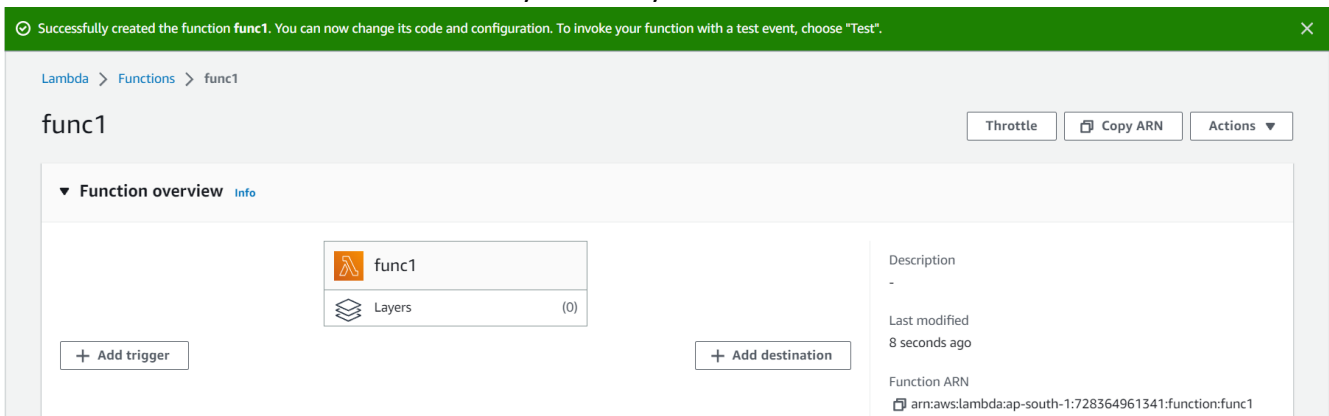 Successfully created the function func1. You can now change its code and configuration. To invoke your function with a test event, choose "Test".
Lambda > Functions > func1
func1
Throttle Copy ARN Actions
Function overview Info
func1
Layers (0)
+ Add trigger
+ Add destination
Description
-
Last modified
8 seconds ago
Function ARN
arn:aws:lambda:ap-south-1:728364961341:function:func1